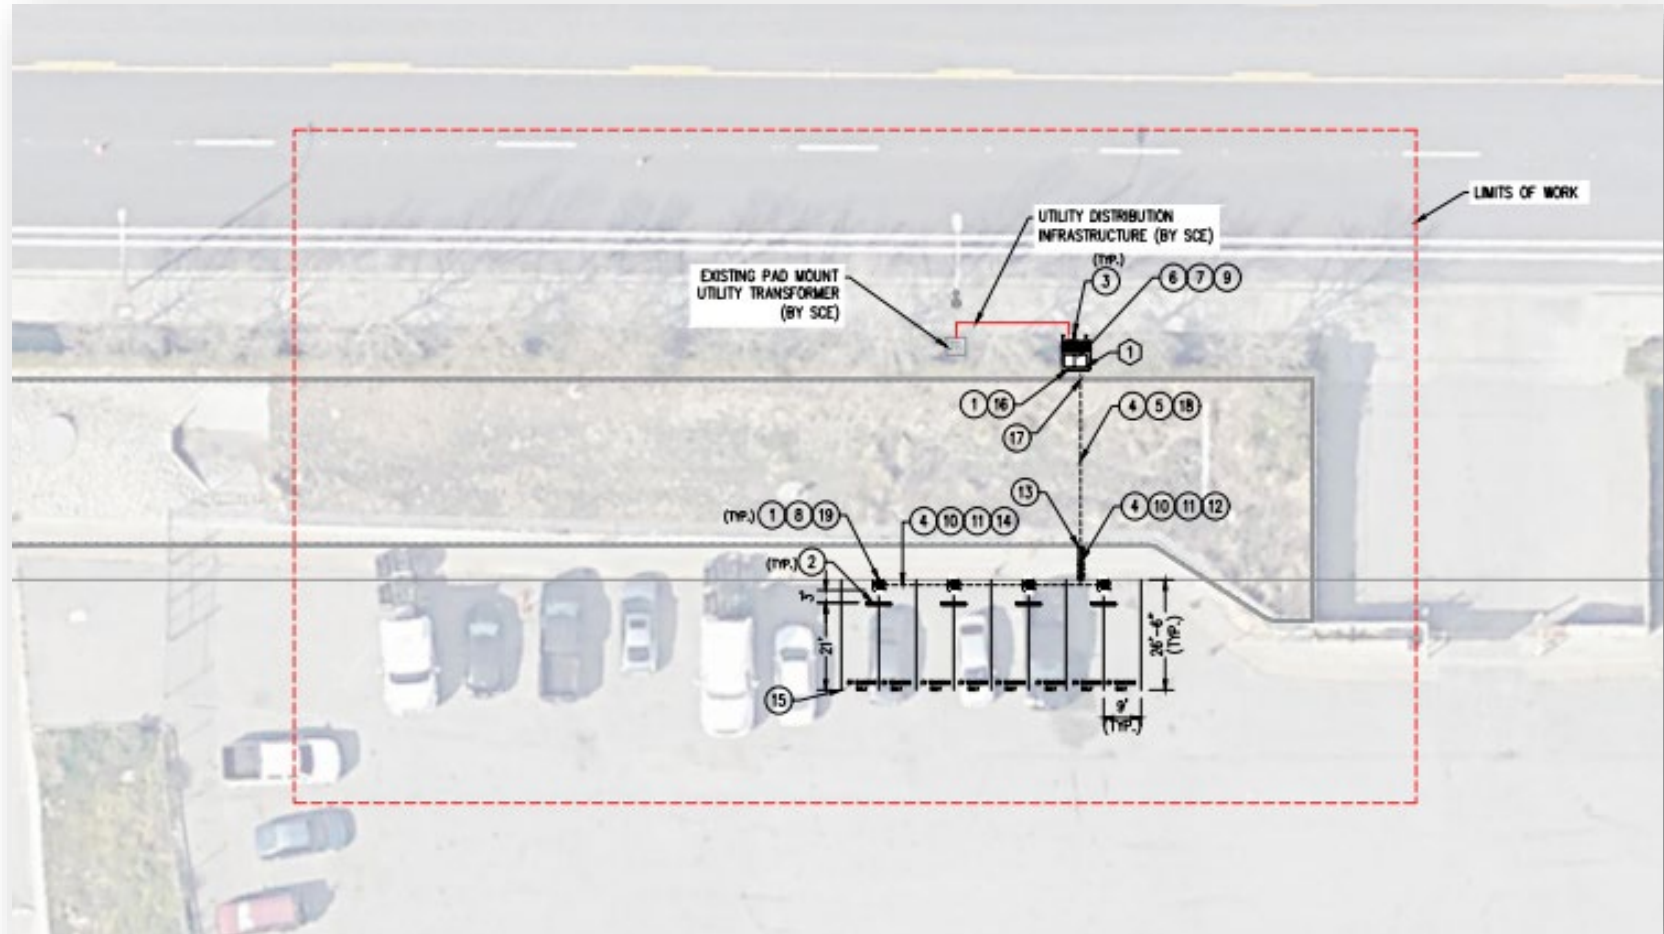 LIMITS OF WORK
UTILITY DISTRIBUTION
INFRASTRUCTURE (BY SCE)
(TYP.)
3
6 7 9
EXISTING PAD MOUNT
UTILITY TRANSFORMER
(BY SCE)
1
1 16
4 5 18
17
13
(TYP.) 1 8 19
4 10 11 14
4 10 11 12
(TYP.) 2
3'
21'
26'-6"
(TYP.)
15
9'
(TYP.)